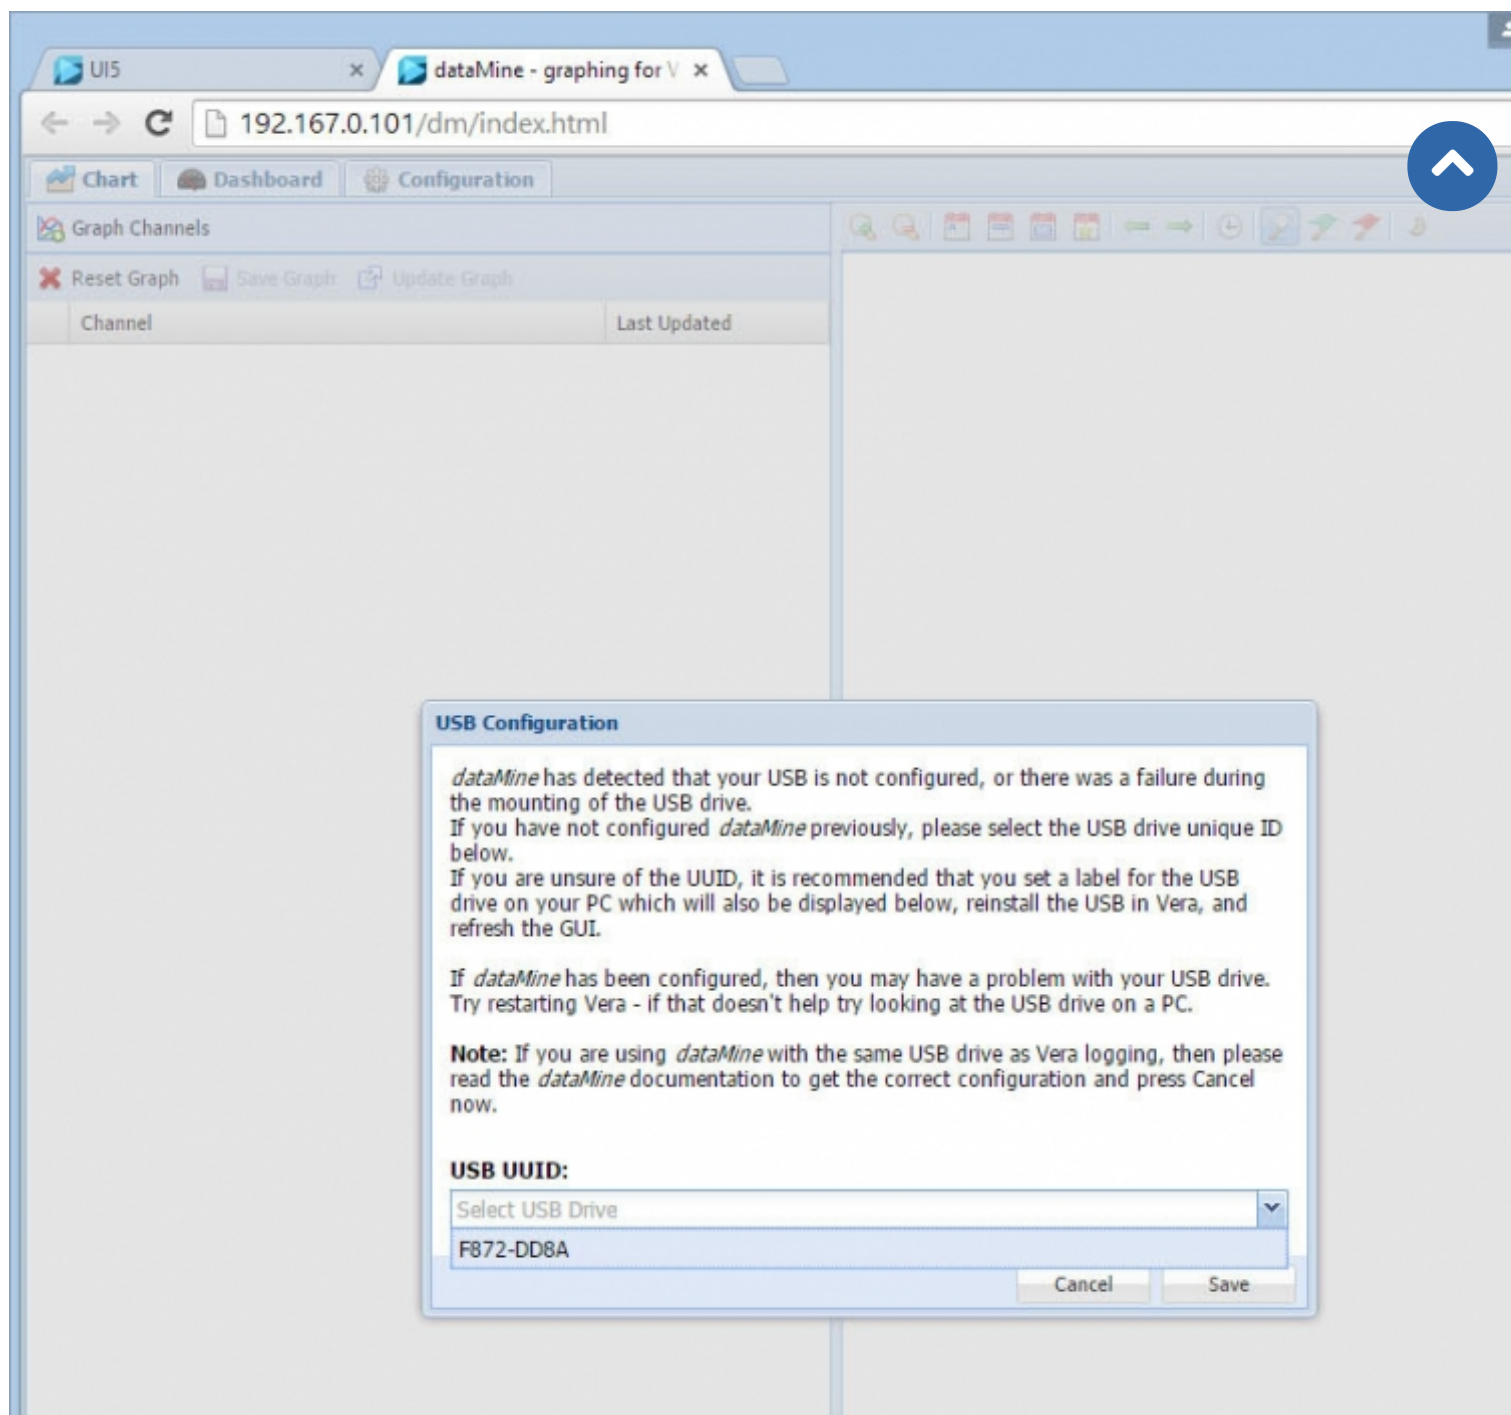 UI5
dataMine - graphing for V
192.167.0.101/dm/index.html
Chart Dashboard Configuration
Graph Channels
Reset Graph Save Graph Update Graph
Channel Last Updated
USB Configuration
dataMine has detected that your USB is not configured, or there was a failure during
the mounting of the USB drive.
If you have not configured dataMine previously, please select the USB drive unique ID
below.
If you are unsure of the UUID, it is recommended that you set a label for the USB
drive on your PC which will also be displayed below, reinstall the USB in Vera, and
refresh the GUI.
If dataMine has been configured, then you may have a problem with your USB drive.
Try restarting Vera - if that doesn't help try looking at the USB drive on a PC.
Note: If you are using dataMine with the same USB drive as Vera logging, then please
read the dataMine documentation to get the correct configuration and press Cancel
now.
USB UUID:
Select USB Drive
F872-DD8A
Cancel Save